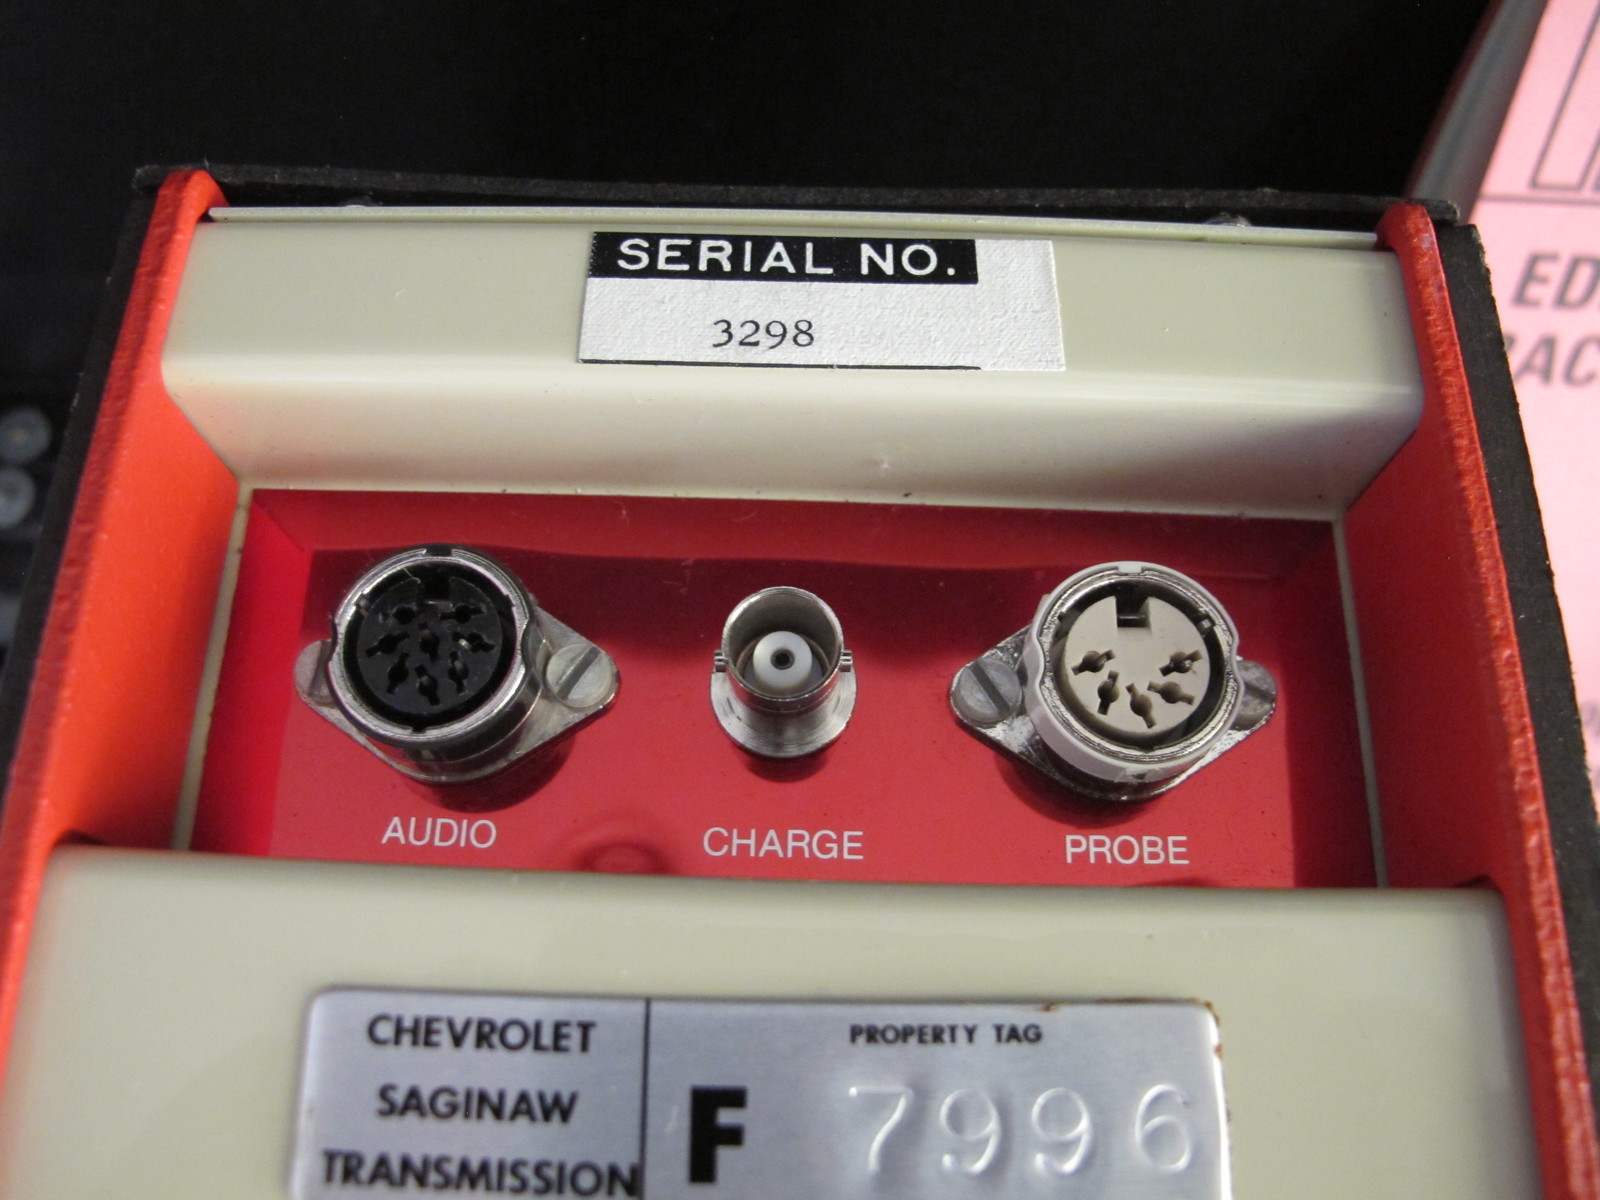 SERIAL NO.
3298
AUDIO
CHARGE
PROBE
CHEVROLET
SAGINAW
TRANSMISSION
PROPERTY TAG
F 7996